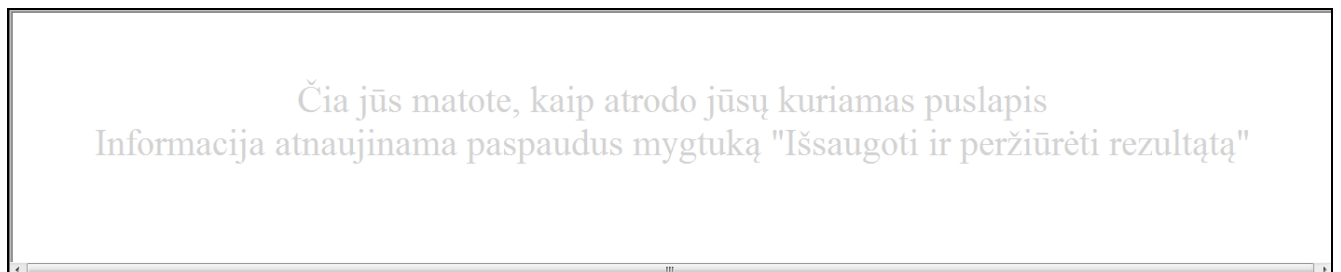 Čia jūs matote, kaip atrodo jūsų kuriamas puslapis
Informacija atnaujinama paspaudus mygtuką "Išsaugoti ir peržiūrėti rezultątą"